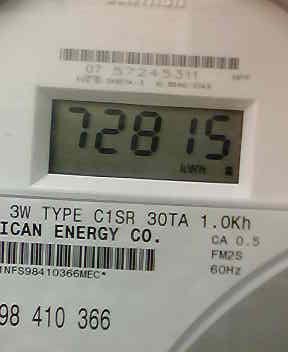 07 57245311
72815
KWH
3W TYPE C1SR 30TA 1.0Kh
ICAN ENERGY CO.
CA 0.5
FM2S
60Hz
1NFS98410366MEC*
98 410 366